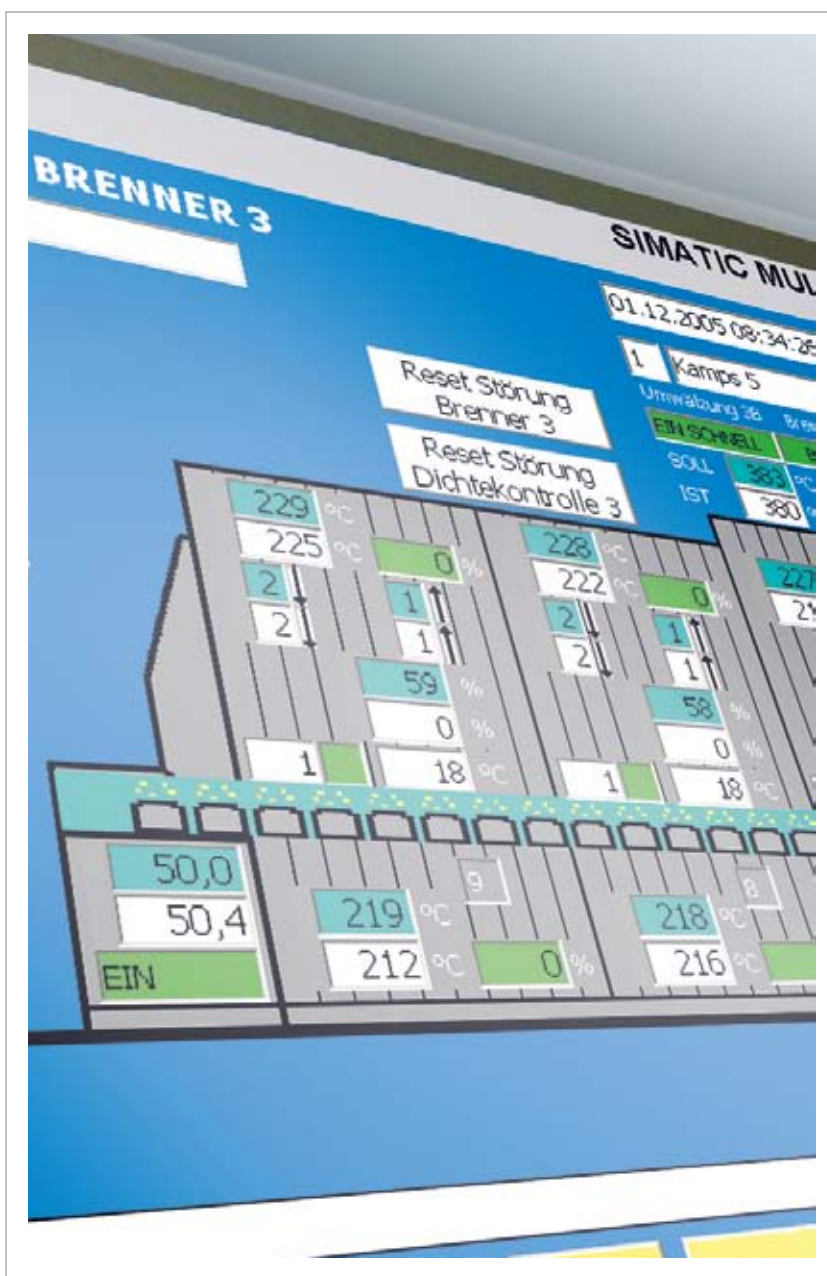 BRENNER 3
SIMATIC MUL
01.12.2005 08:34:26
1 Kamps 5
Umwälzung 3B
EIN SCHNELL
SOLL 383 °C
IST 380
Reset Störung
Brenner 3
Reset Störung
Dichtekontrolle 3
229 °C
225 °C 0 %
2 1
2 1
59 %
0 %
1 18 °C
228 °C
222 °C 0 %
2 1
2 1
58 %
0 %
1 18 °C
227
50,0
50,4
EIN
9
219 °C
212 °C 0 %
8
218 °C
216 °C